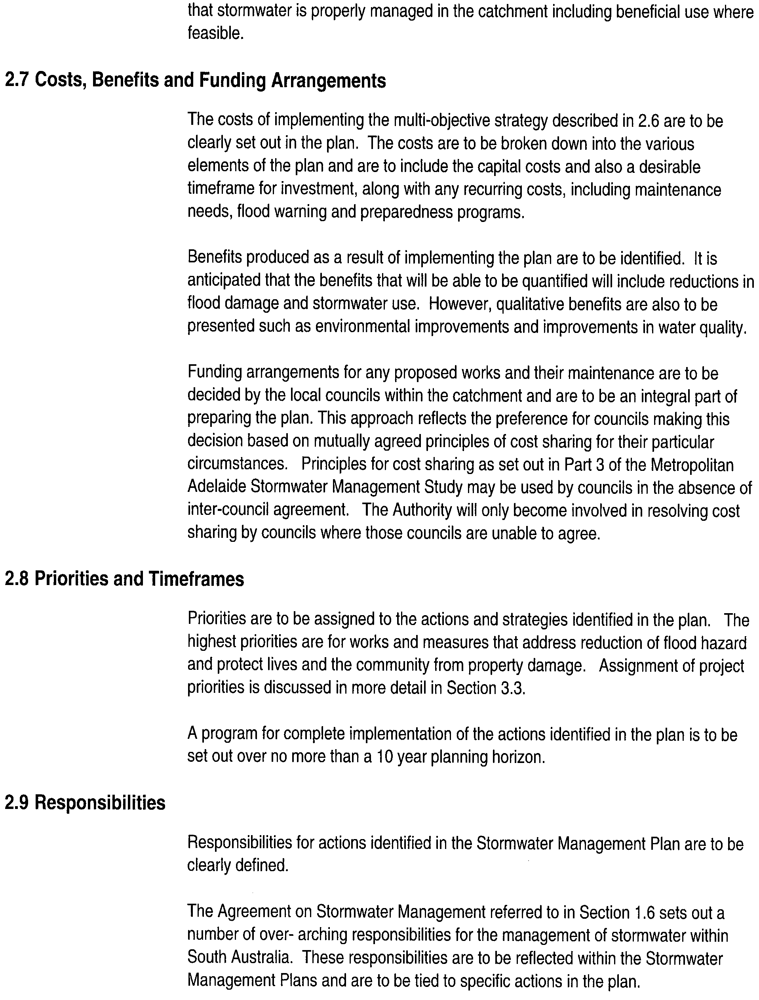 that stormwater is properly managed in the catchment including beneficial use where
feasible.
2.7 Costs, Benefits and Funding Arrangements
The costs of implementing the multi-objective strategy described in 2.6 are to be
clearly set out in the plan.  The costs are to be broken down into the various
elements of the plan and are to include the capital costs and also a desirable
timeframe for investment, along with any recurring costs, including maintenance
needs, flood warning and preparedness programs.
Benefits produced as a result of implementing the plan are to be identified.  It is
anticipated that the benefits that will be able to be quantified will include reductions in
flood damage and stormwater use.  However, qualitative benefits are also to be
presented such as environmental improvements and improvements in water quality.
Funding arrangements for any proposed works and their maintenance are to be
decided by the local councils within the catchment and are to be an integral part of
preparing the plan. This approach reflects the preference for councils making this
decision based on mutually agreed principles of cost sharing for their particular
circumstances.   Principles for cost sharing as set out in Part 3 of the Metropolitan
Adelaide Stormwater Management Study may be used by councils in the absence of
inter-council agreement.   The Authority will only become involved in resolving cost
sharing by councils where those councils are unable to agree.
2.8 Priorities and Timeframes
Priorities are to be assigned to the actions and strategies identified in the plan.   The
highest priorities are for works and measures that address reduction of flood hazard
and protect lives and the community from property damage.   Assignment of project
priorities is discussed in more detail in Section 3.3.
A program for complete implementation of the actions identified in the plan is to be
set out over no more than a 10 year planning horizon.
2.9 Responsibilities
Responsibilities for actions identified in the Stormwater Management Plan are to be
clearly defined.
The Agreement on Stormwater Management referred to in Section 1.6 sets out a
number of over- arching responsibilities for the management of stormwater within
South Australia.  These responsibilities are to be reflected within the Stormwater
Management Plans and are to be tied to specific actions in the plan.